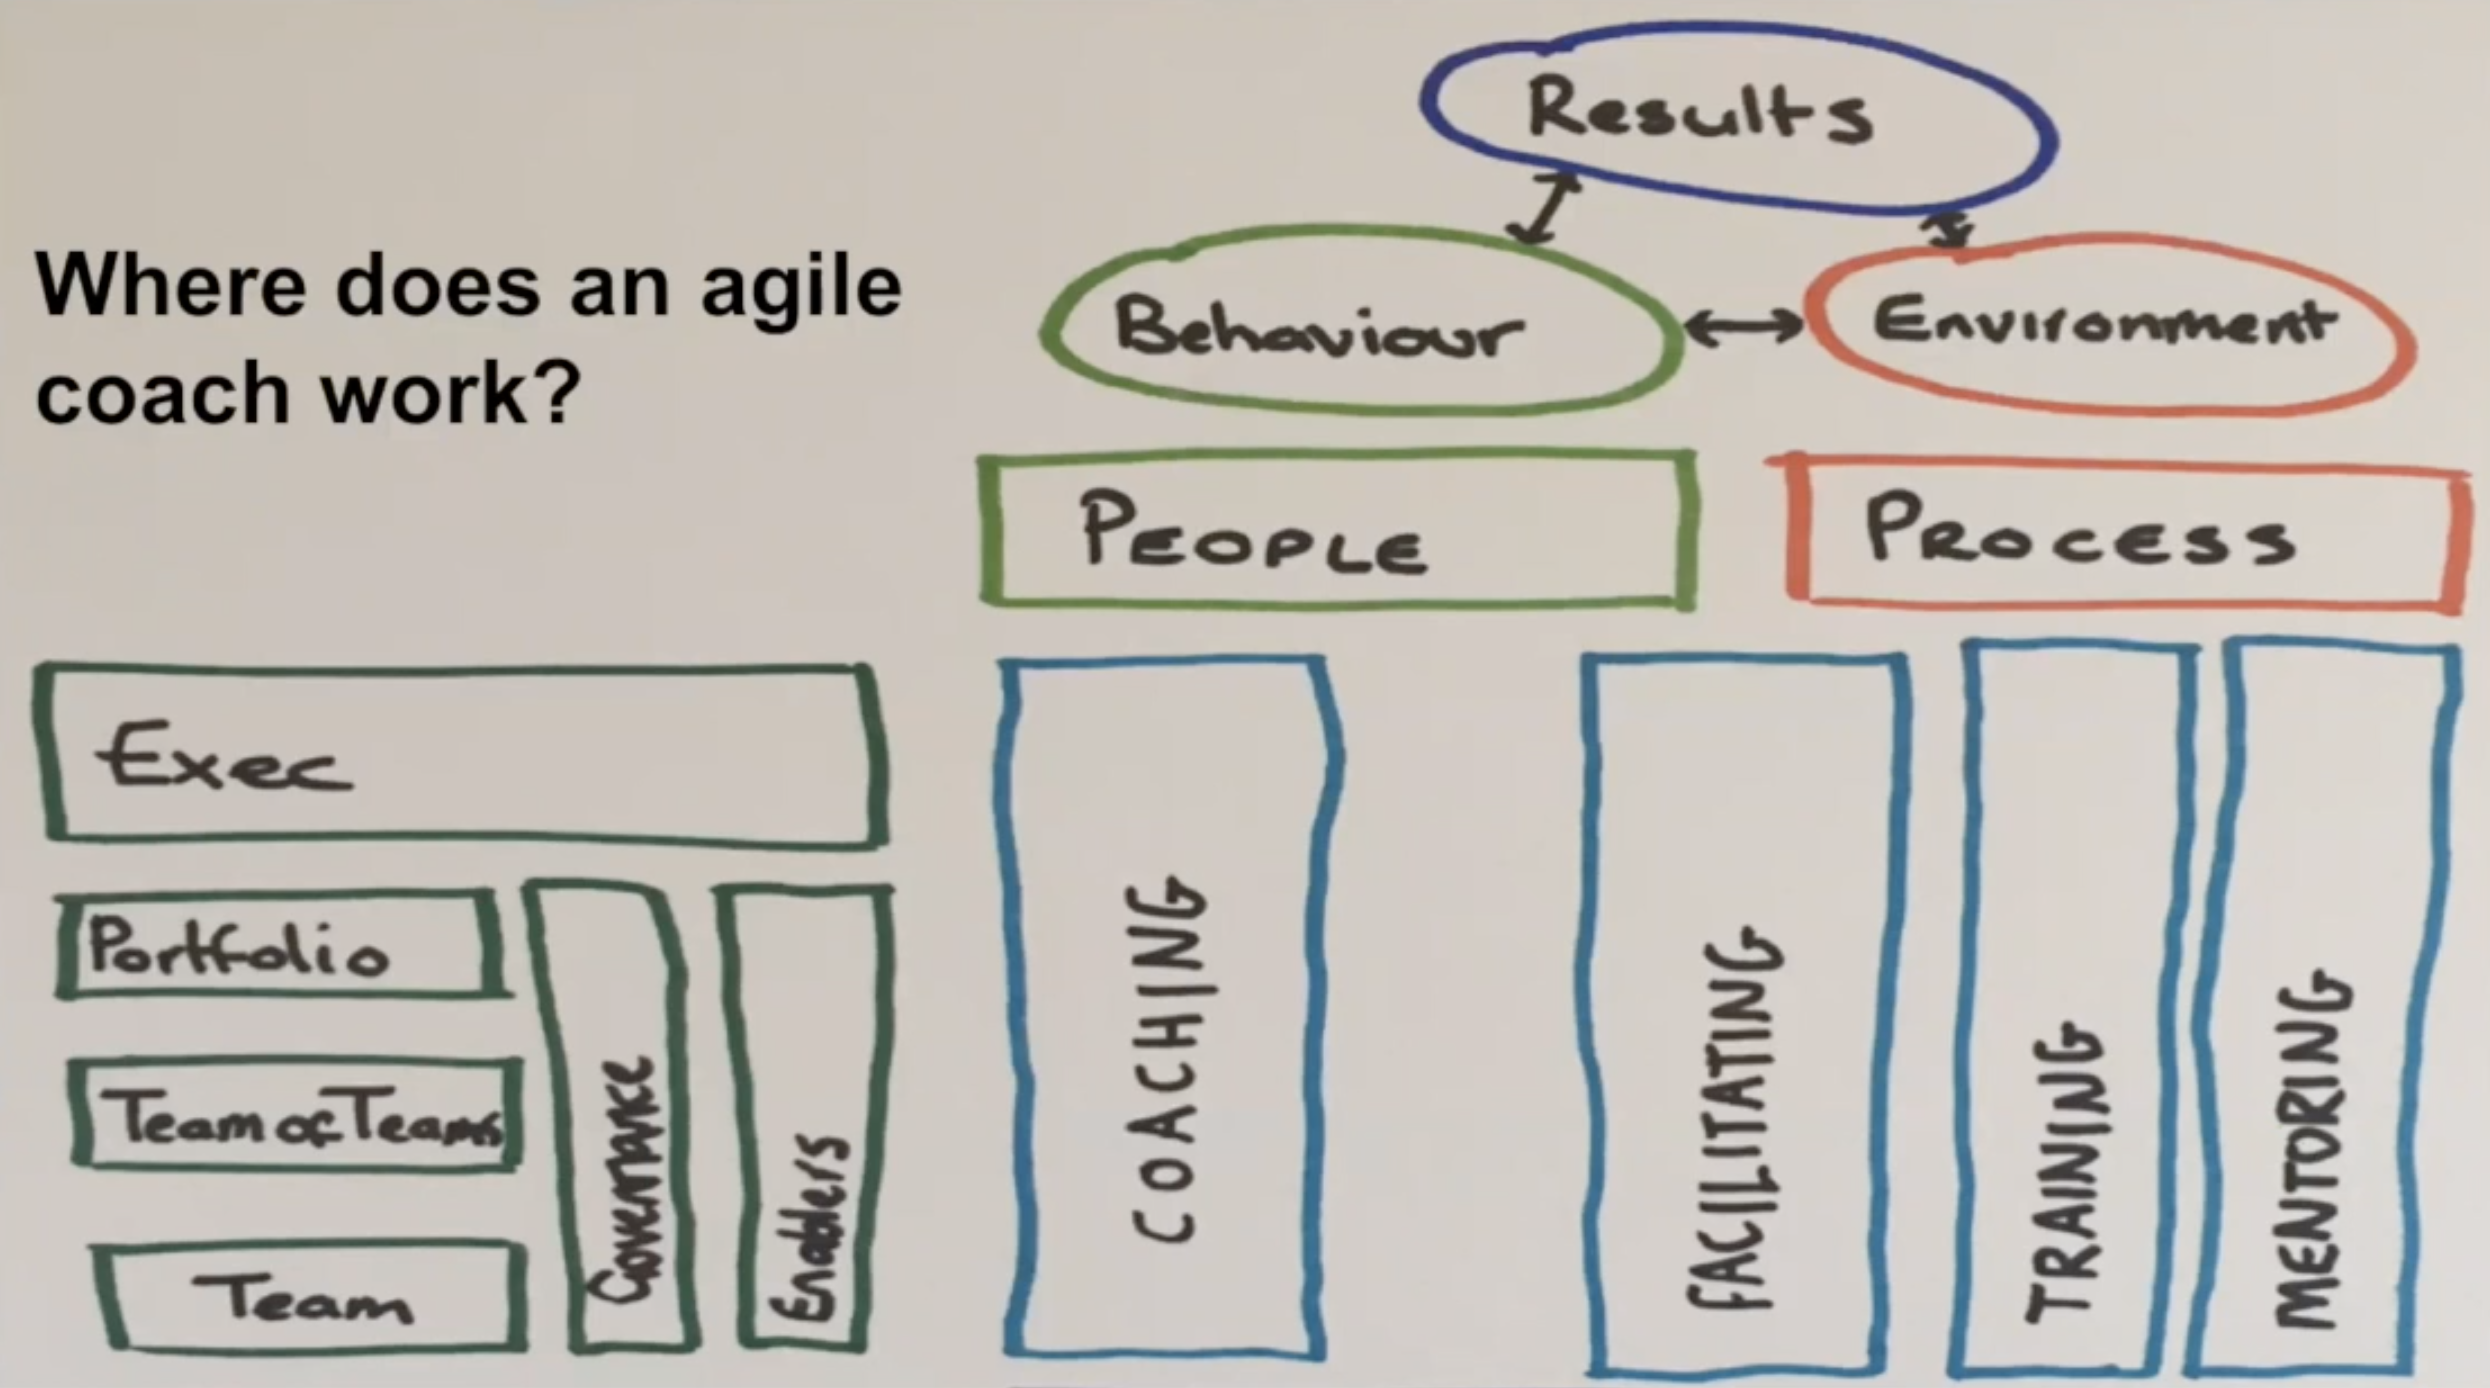 Results
Where does an agile
coach work?
Behaviour
Environment
PEOPLE
PROCESS
Exec
Portfolio
Team of Teams
Team
Governance
Enablers
COACHING
FACILITATING
TRAINING
MENTORING